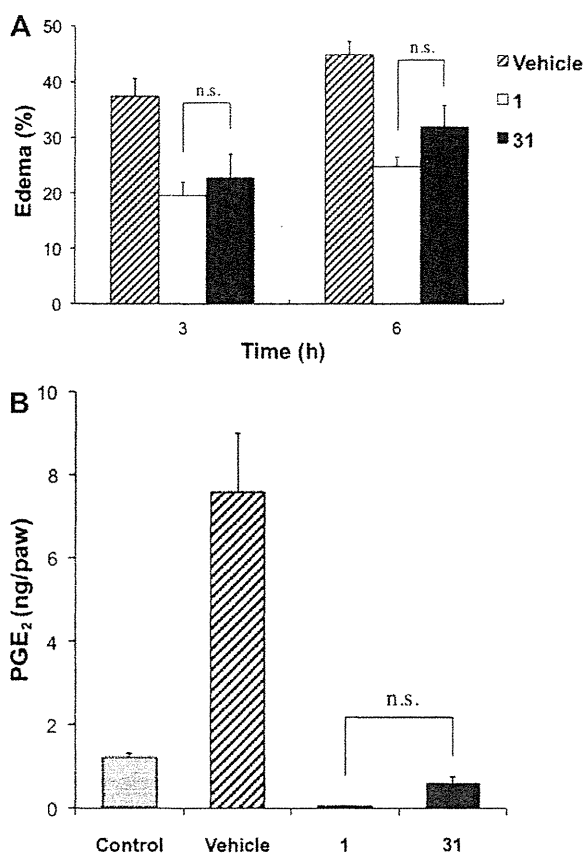 A
Edema (%)
50
40
30
20
10
0
n.s.
n.s.
3
6
Time (h)
Vehicle
1
31
B
PGE₂ (ng/paw)
10
8
6
4
2
0
n.s.
Control Vehicle 1 31